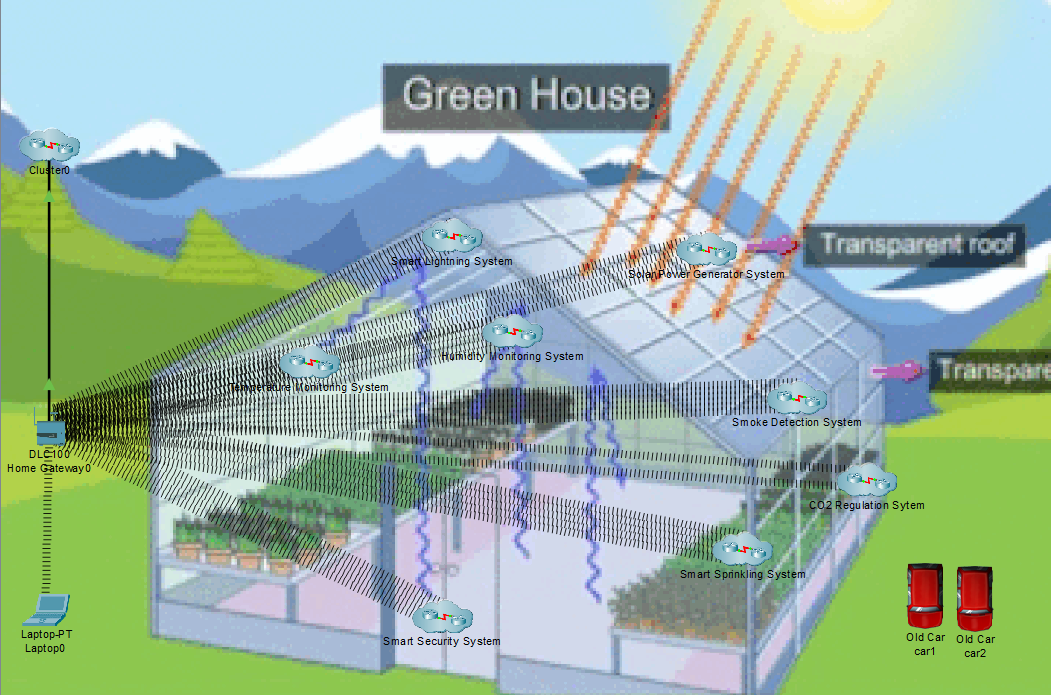 Green House
Cluster0
Transparent roof
Smart Lightning System
Solar Power Generator System
Humidity Monitoring System
Temperature Monitoring System
Transpare
Smoke Detection System
DLC100
Home Gateway0
CO2 Regulation Sytem
Smart Sprinkling System
Laptop-PT
Laptop0
Smart Security System
Old Car
car1
Old Car
car2